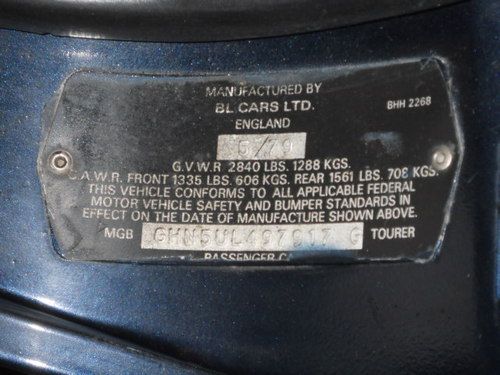 MANUFACTURED BY
BL CARS LTD.
BHH 2268
ENGLAND
5/79
G.V.W.R 2840 LBS. 1288 KGS.
G.A.W.R. FRONT 1335 LBS. 606 KGS. REAR 1561 LBS. 708 KGS.
THIS VEHICLE CONFORMS TO ALL APPLICABLE FEDERAL
MOTOR VEHICLE SAFETY AND BUMPER STANDARDS IN
EFFECT ON THE DATE OF MANUFACTURE SHOWN ABOVE.
MGB GHN5UL497917 G TOURER
PASSENGER